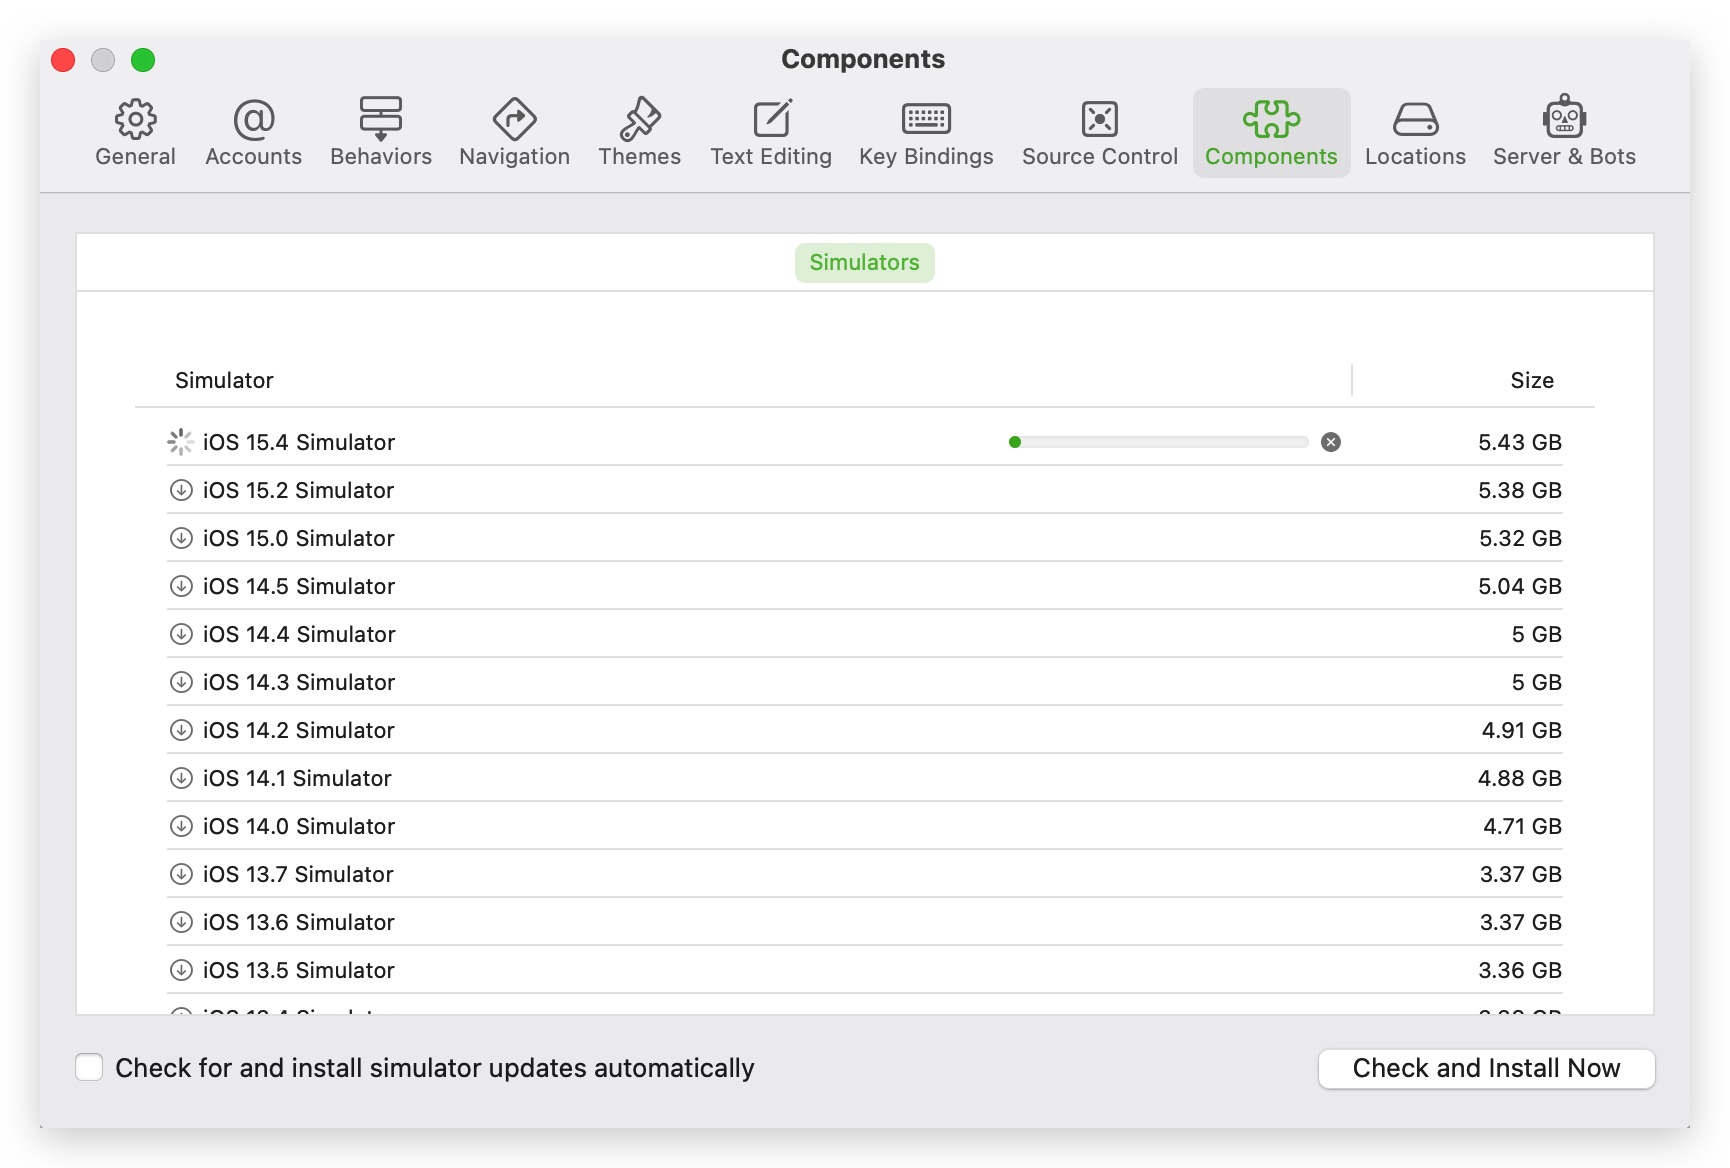 Components
General Accounts Behaviors Navigation Themes Text Editing Key Bindings Source Control Components Locations Server & Bots
Simulators
Simulator Size
iOS 15.4 Simulator 5.43 GB
iOS 15.2 Simulator 5.38 GB
iOS 15.0 Simulator 5.32 GB
iOS 14.5 Simulator 5.04 GB
iOS 14.4 Simulator 5 GB
iOS 14.3 Simulator 5 GB
iOS 14.2 Simulator 4.91 GB
iOS 14.1 Simulator 4.88 GB
iOS 14.0 Simulator 4.71 GB
iOS 13.7 Simulator 3.37 GB
iOS 13.6 Simulator 3.37 GB
iOS 13.5 Simulator 3.36 GB
Check for and install simulator updates automatically
Check and Install Now